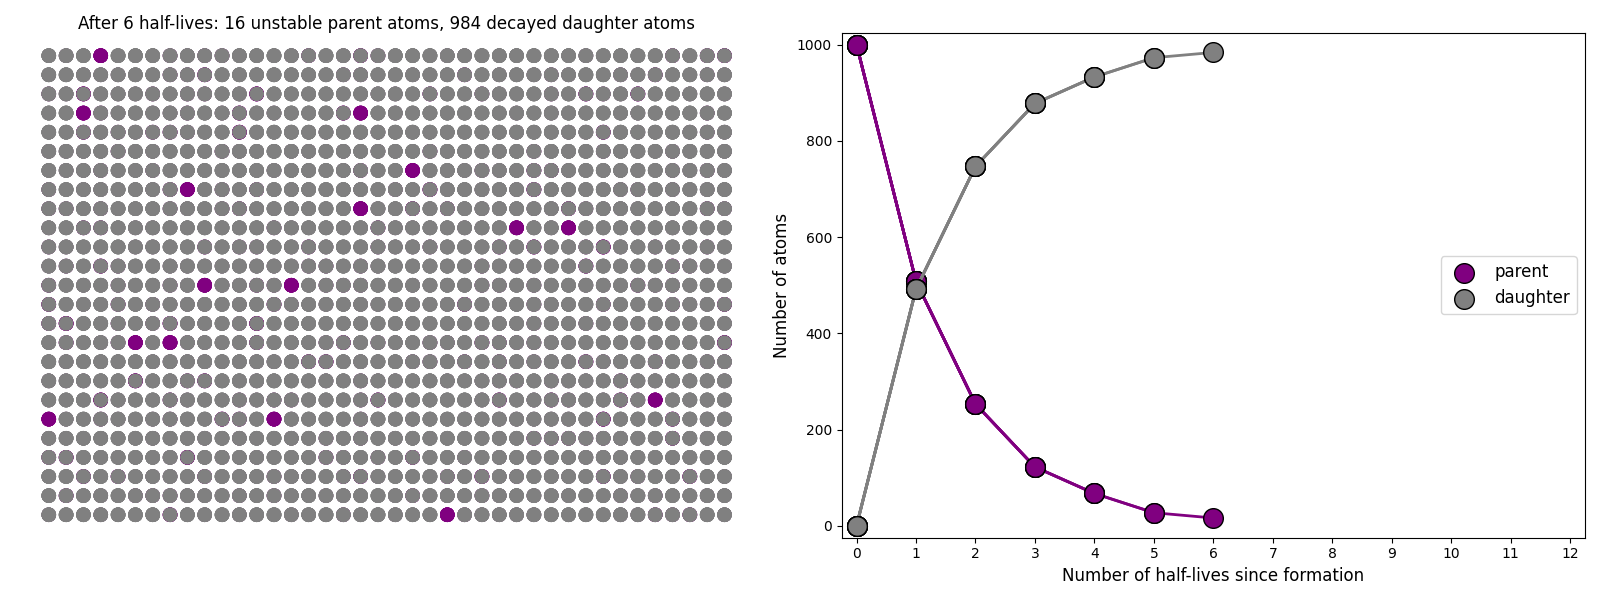 After 6 half-lives: 16 unstable parent atoms, 984 decayed daughter atoms
1000
800
600
400
200
0
Number of atoms
parent
daughter
0 1 2 3 4 5 6 7 8 9 10 11 12
Number of half-lives since formation